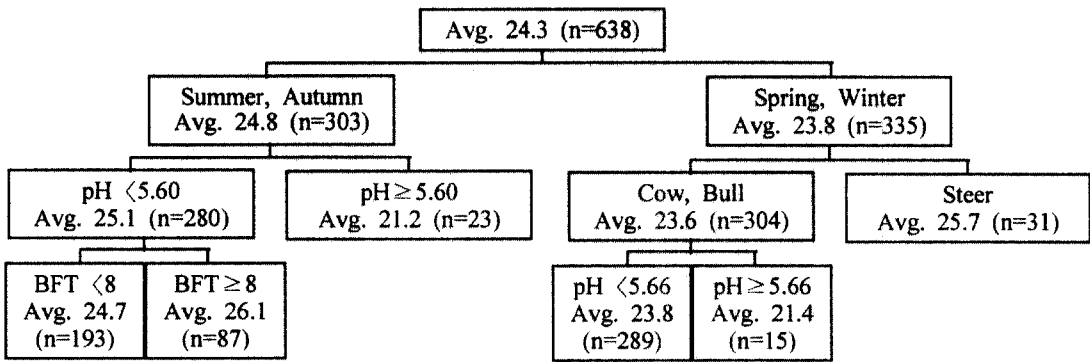 Avg. 24.3 (n=638)
Summer, Autumn
Avg. 24.8 (n=303)
Spring, Winter
Avg. 23.8 (n=335)
pH <5.60
Avg. 25.1 (n=280)
pH≥5.60
Avg. 21.2 (n=23)
Cow, Bull
Avg. 23.6 (n=304)
Steer
Avg. 25.7 (n=31)
BFT <8
Avg. 24.7
(n=193)
BFT≥8
Avg. 26.1
(n=87)
pH <5.66
Avg. 23.8
(n=289)
pH≥5.66
Avg. 21.4
(n=15)